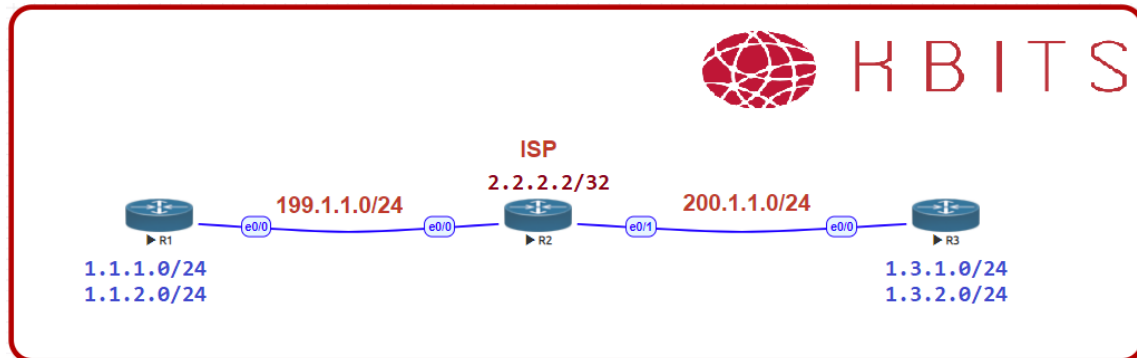 KBITS
ISP
2.2.2.2/32
199.1.1.0/24
200.1.1.0/24
e0/0
e0/0
e0/1
e0/0
R1
R2
R3
1.1.1.0/24
1.1.2.0/24
1.3.1.0/24
1.3.2.0/24